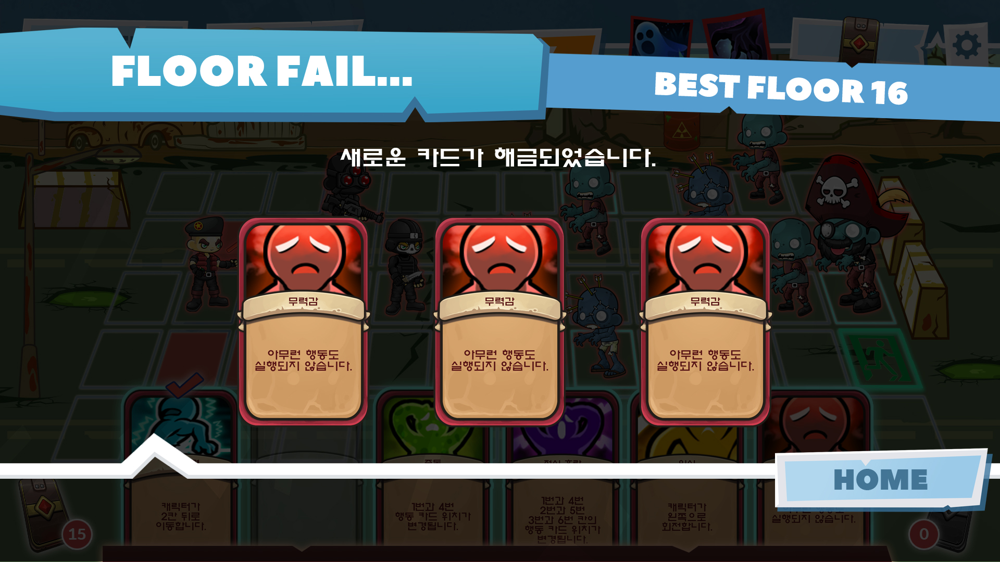 FLOOR FAIL...
BEST FLOOR 16
새로운 카드가 해금되었습니다.
무력감
무력감
무력감
아무런 행동도
실행되지 않습니다.
아무런 행동도
실행되지 않습니다.
아무런 행동도
실행되지 않습니다.
HOME
캐릭터가
2칸 뒤로
이동합니다.
1번과 4번
행동 카드 위치가
변경됩니다.
1번과 4번
2번과 5번
3번과 6번 칸의
행동 카드 위치가
변경됩니다.
캐릭터가
왼쪽으로
회전합니다.
실행되지 않습니다.
15
0